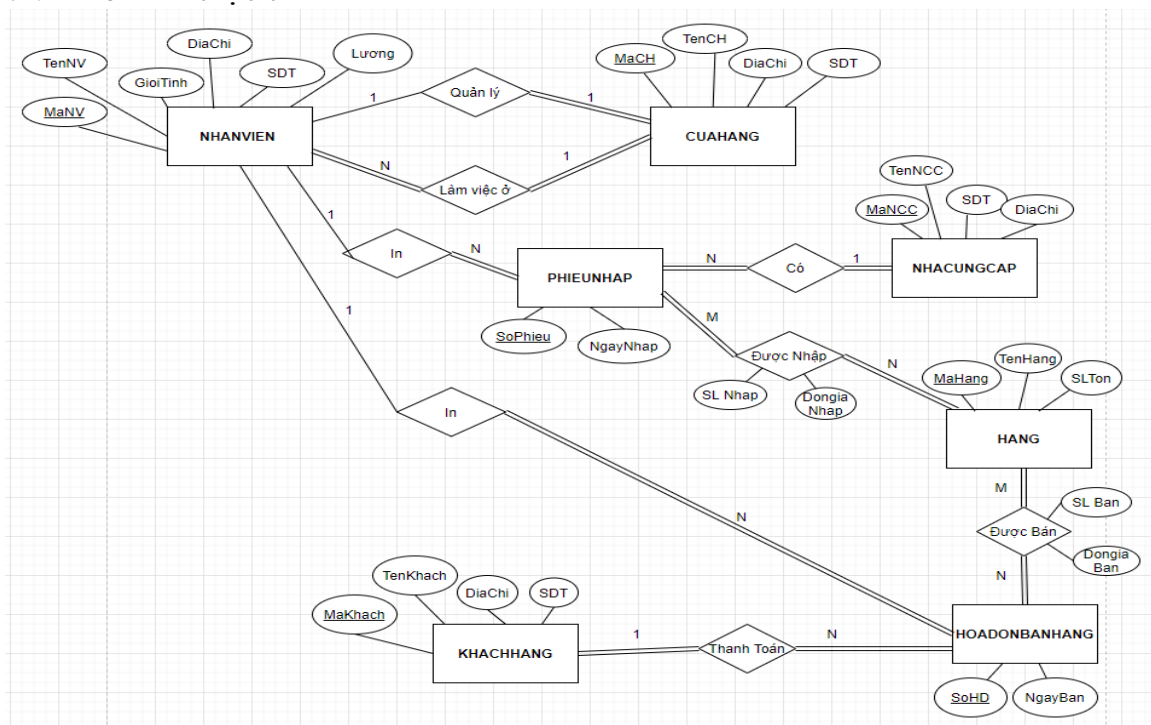 DiaChi
TenNV
GioiTinh
SDT
Lương
MaNV
NHANVIEN
1
Quản lý
1
TenCH
MaCH
DiaChi
SDT
CUAHANG
N
Làm việc ở
1
1
In
N
PHIEUNHAP
SoPhieu
NgayNhap
N
Có
1
TenNCC
MaNCC
SDT
DiaChi
NHACUNGCAP
M
Được Nhập
N
SL Nhap
Dongia
Nhap
TenHang
MaHang
SLTon
HANG
1
In
N
M
SL Ban
Được Bán
Dongia
Ban
N
TenKhach
DiaChi
SDT
MaKhach
KHACHHANG
1
Thanh Toán
N
HOADONBANHANG
SoHD
NgayBan